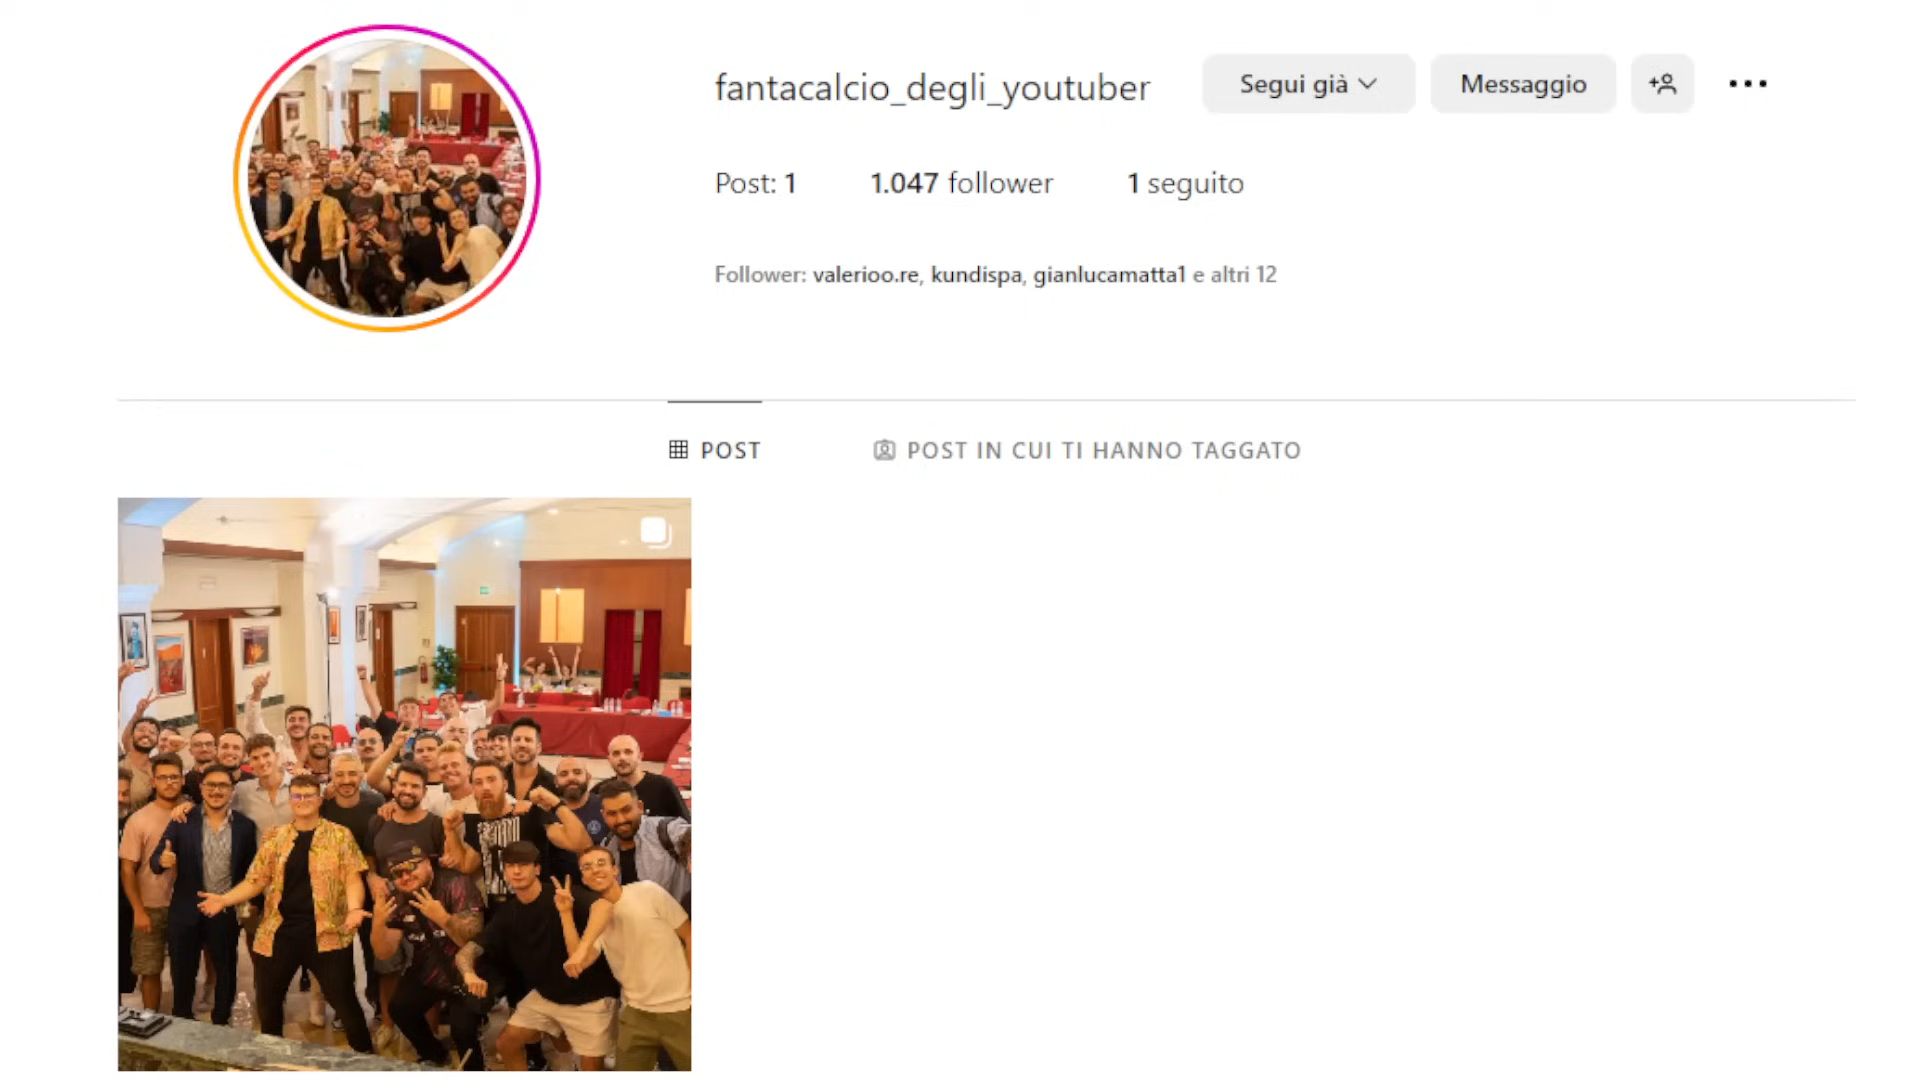 fantacalcio_degli_youtuber Segui già Messaggio
Post: 1 1.047 follower 1 seguito
Follower: valerioo.re, kundispa, gianlucamatta1 e altri 12
POST POST IN CUI TI HANNO TAGGATO